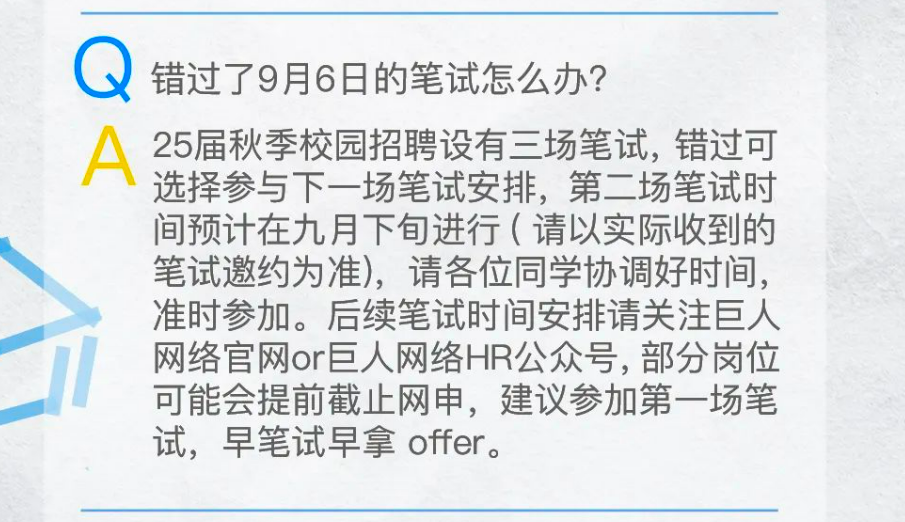 Q 错过了9月6日的笔试怎么办?
A 25届秋季校园招聘设有三场笔试, 错过可
选择参与下一场笔试安排，第二场笔试时
间预计在九月下旬进行 ( 请以实际收到的
笔试邀约为准)，请各位同学协调好时间，
准时参加。后续笔试时间安排请关注巨人
网络官网or巨人网络HR公众号, 部分岗位
可能会提前截止网申，建议参加第一场笔
试，早笔试早拿 offer。